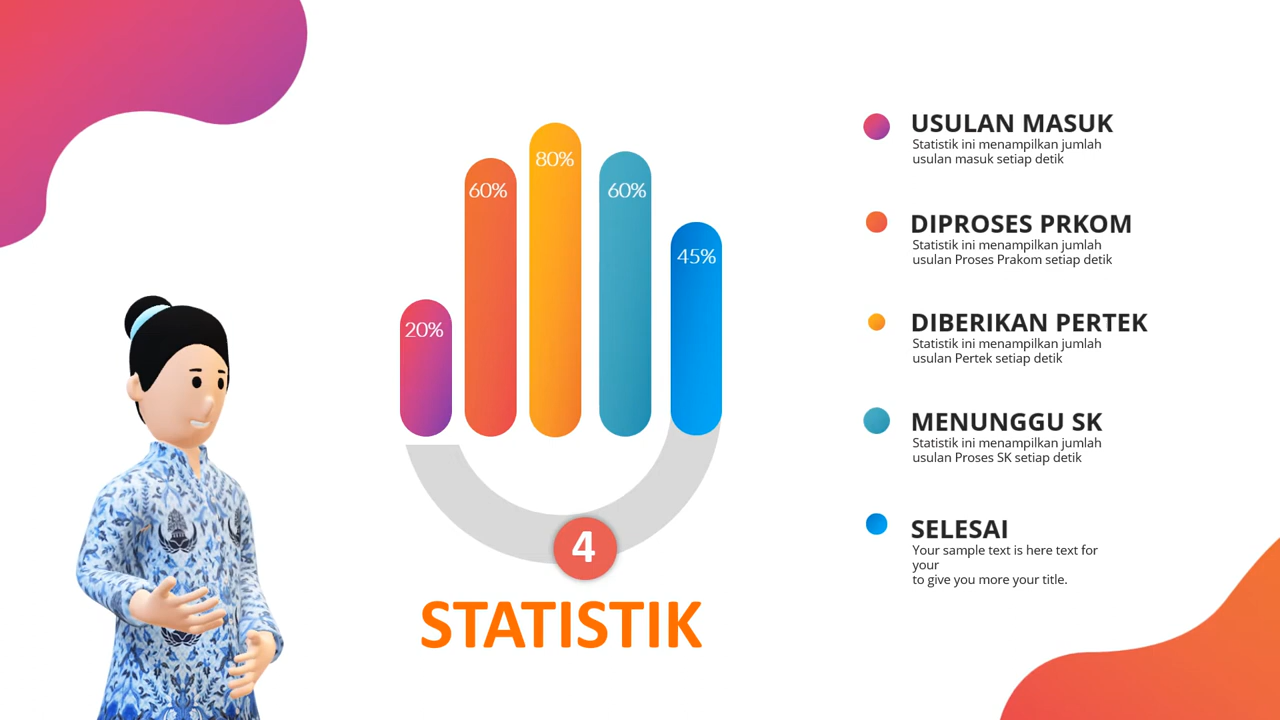 80%
60%
60%
45%
20%
4
STATISTIK
USULAN MASUK
Statistik ini menampilkan jumlah
usulan masuk setiap detik
DIPROSES PRKOM
Statistik ini menampilkan jumlah
usulan Proses Prakom setiap detik
DIBERIKAN PERTEK
Statistik ini menampilkan jumlah
usulan Pertek setiap detik
MENUNGGU SK
Statistik ini menampilkan jumlah
usulan Proses SK setiap detik
SELESAI
Your sample text is here text for
your
to give you more your title.